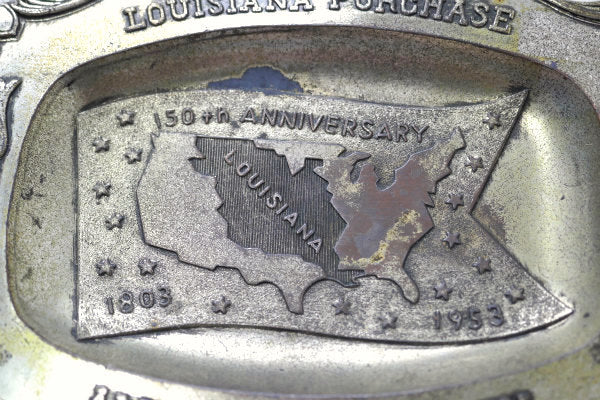 LOUISIANA PURCHASE
150th ANNIVERSARY
LOUISIANA
1803
1953